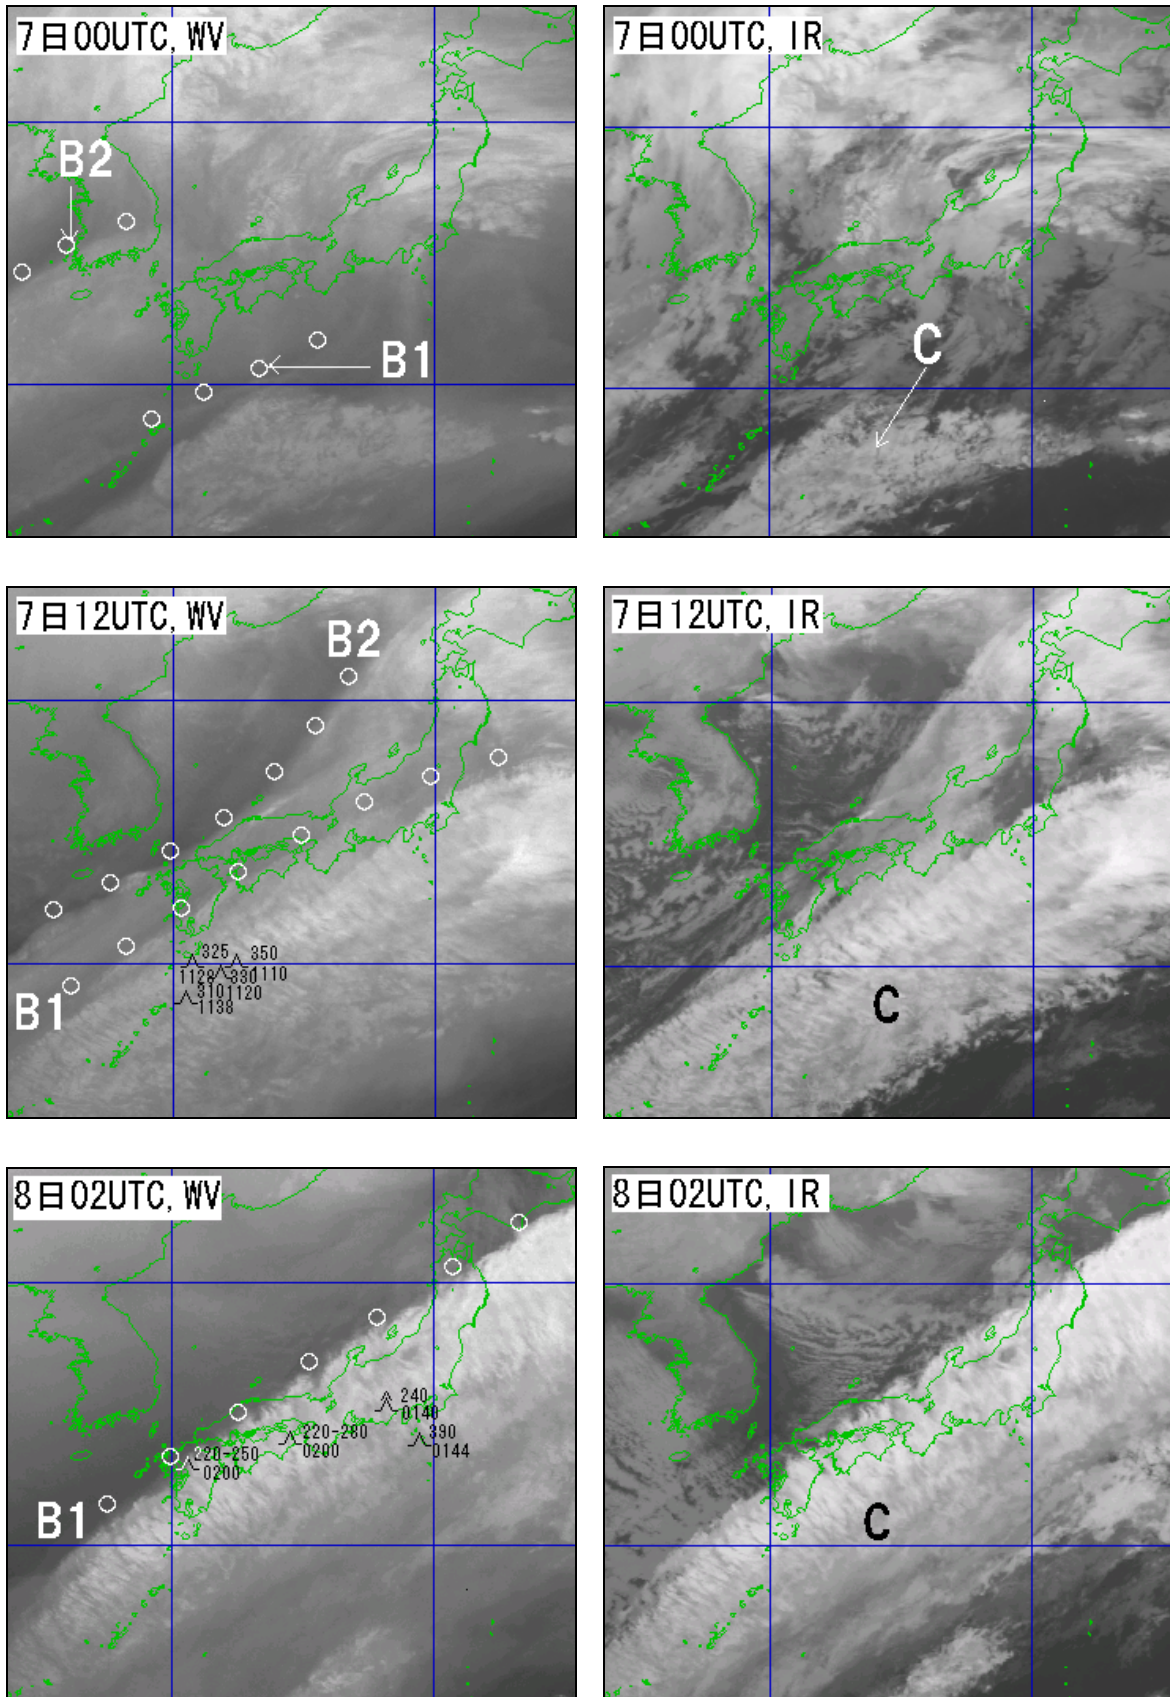 7日00UTC, WV
B2
B1
7日00UTC, IR
C
7日12UTC, WV
B2
325
350
1128
330
1110
310
1120
1138
B1
7日12UTC, IR
C
8日02UTC, WV
240
0140
220-280
0200
390
0144
220-250
0200
B1
8日02UTC, IR
C